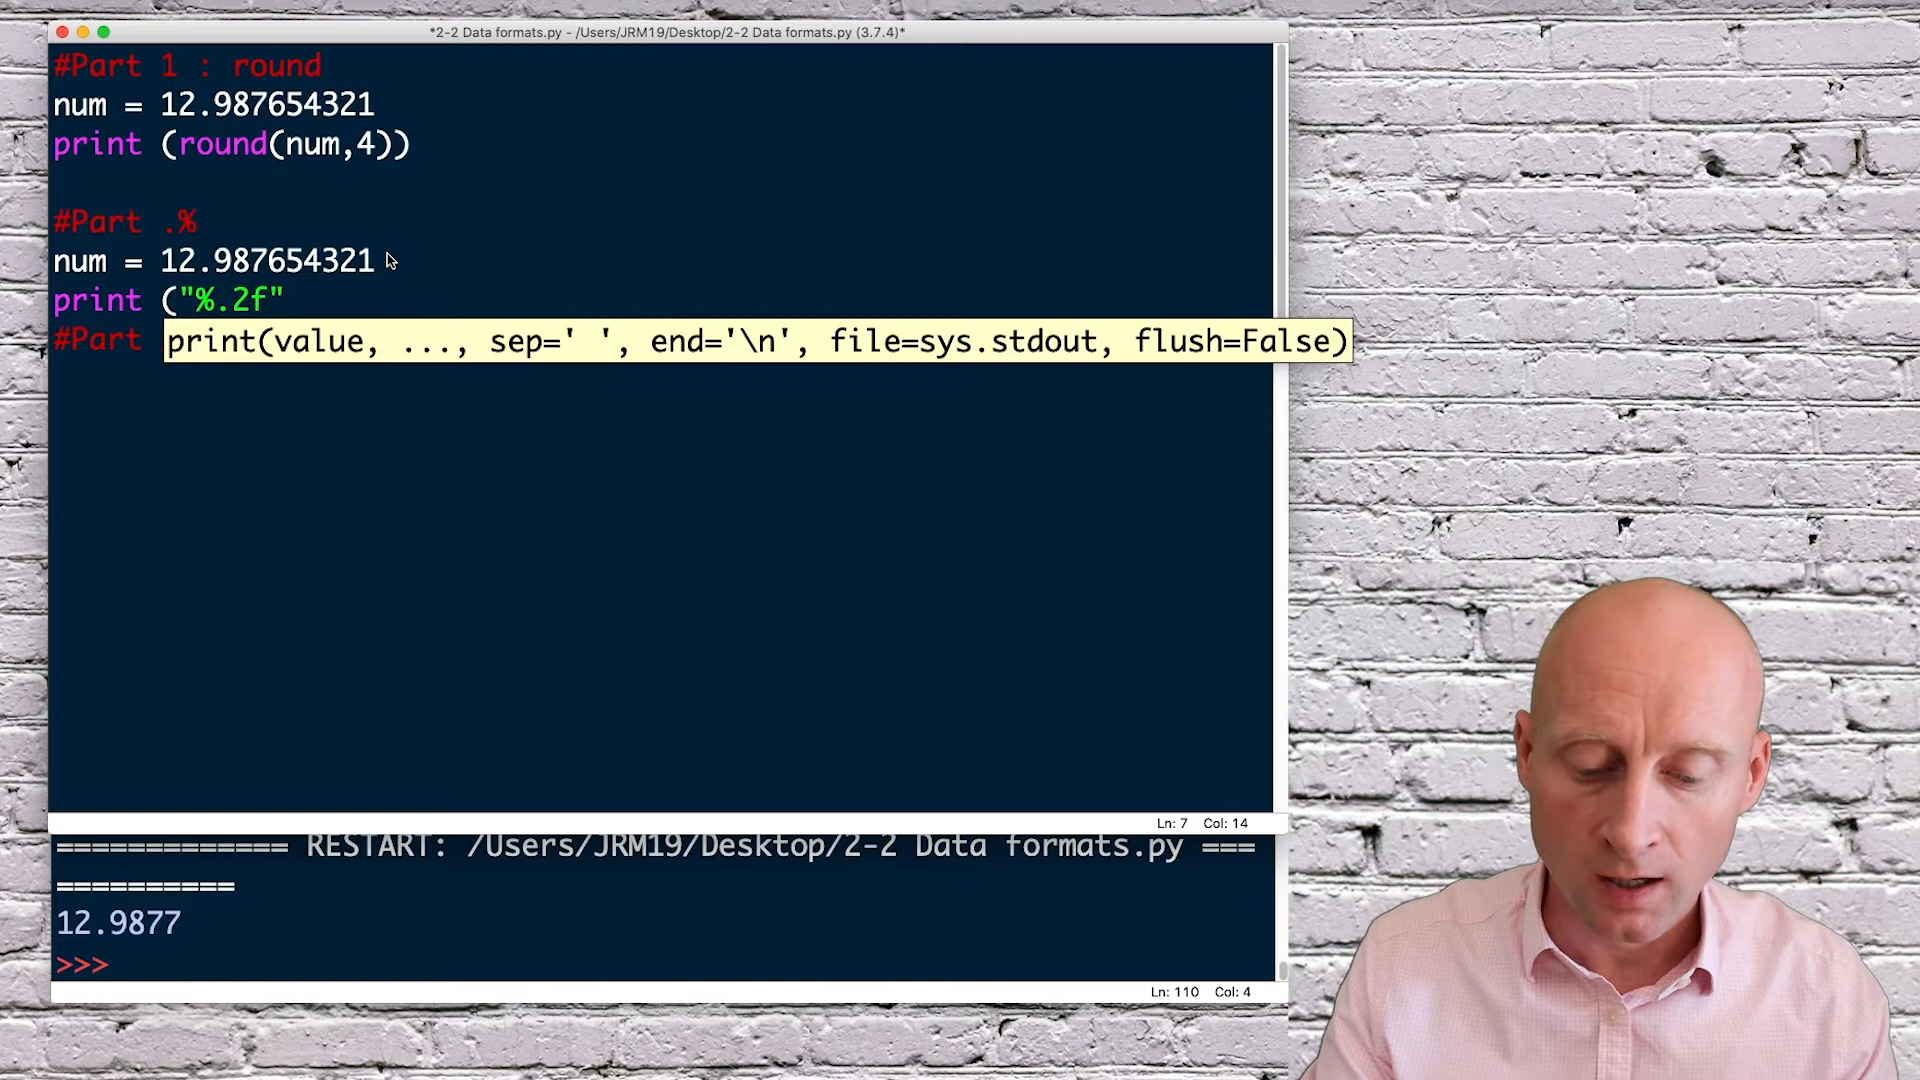 *2-2 Data formats.py - /Users/JRM19/Desktop/2-2 Data formats.py (3.7.4)*
#Part 1 : round
num = 12.987654321
print (round(num,4))
#Part .%
num = 12.987654321
print ("%.2f"
#Part
print(value, ..., sep=' ', end='\n', file=sys.stdout, flush=False)
Ln: 7 Col: 14
============= RESTART: /Users/JRM19/Desktop/2-2 Data formats.py ===
==========
12.9877
>>>
Ln: 110 Col: 4